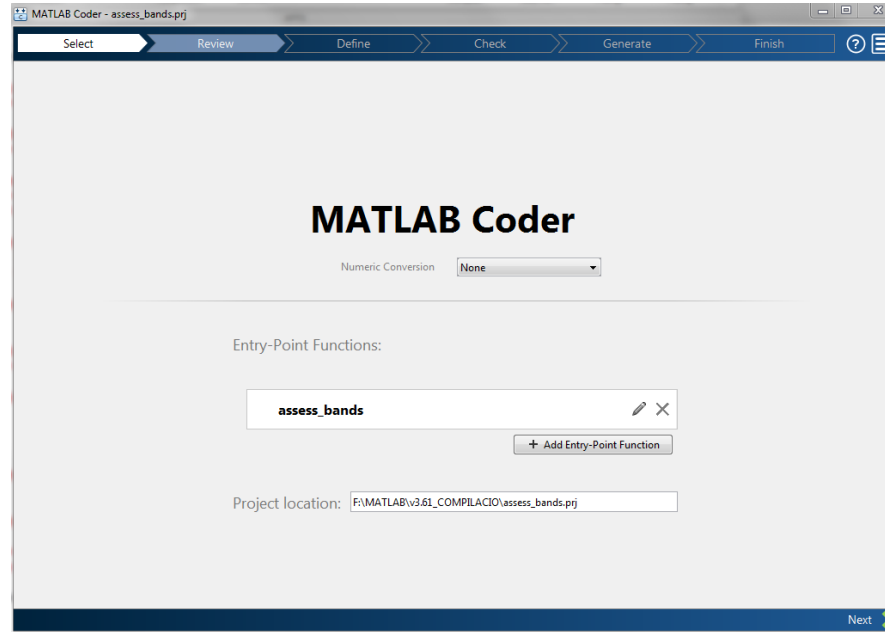 MATLAB Coder - assess_bands.prj
Select Review Define Check Generate Finish ?
MATLAB Coder
Numeric Conversion None
Entry-Point Functions:
assess_bands
+ Add Entry-Point Function
Project location: F:\MATLAB\v3.61_COMPILACIO\assess_bands.prj
Next